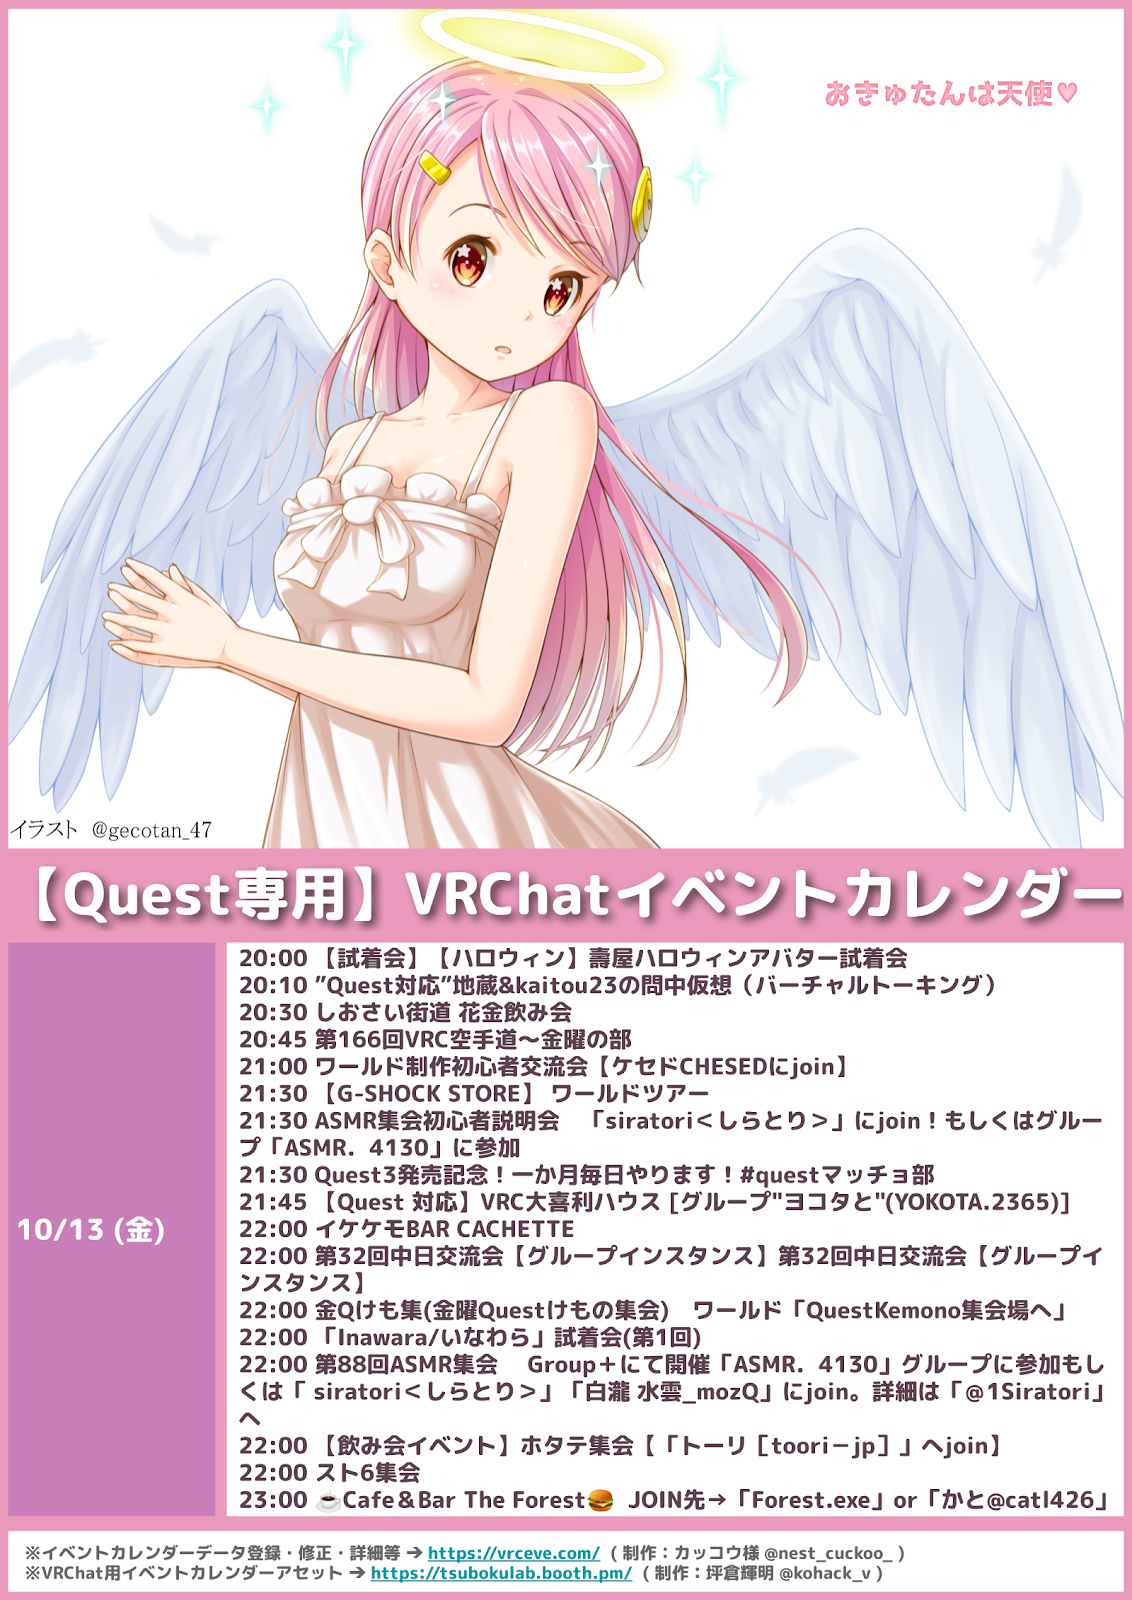 おきゅたんは天使♡
イラスト @gecotan_47
【Quest専用】VRChatイベントカレンダー
10/13 (金)
20:00 【試着会】【ハロウィン】壽屋ハロウィンアバター試着会
20:10 ”Quest対応”地蔵&kaitou23の問中仮想（バーチャルトーキング）
20:30 しおさい街道 花金飲み会
20:45 第166回VRC空手道～金曜の部
21:00 ワールド制作初心者交流会【ケセドCHESEDにjoin】
21:30 【G-SHOCK STORE】 ワールドツアー
21:30 ASMR集会初心者説明会　「siratori＜しらとり＞」にjoin！もしくはグルー
プ「ASMR．4130」に参加
21:30 Quest3発売記念！一か月毎日やります！#questマッチョ部
21:45 【Quest 対応】VRC大喜利ハウス [グループ"ヨコタと"(YOKOTA.2365)]
22:00 イケケモBAR CACHETTE
22:00 第32回中日交流会【グループインスタンス】第32回中日交流会【グループイ
ンスタンス】
22:00 金Qけも集(金曜Questけもの集会)　ワールド「QuestKemono集会場へ」
22:00 「Inawara/いなわら」試着会(第1回)
22:00 第88回ASMR集会　 Group＋にて開催「ASMR．4130」グループに参加もし
くは「 siratori＜しらとり＞」「白瀧 水雲_mozQ」にjoin。詳細は「@1Siratori」
へ
22:00 【飲み会イベント】ホタテ集会【「トーリ［toori－jp］」へjoin】
22:00 スト6集会
23:00 ☕Cafe＆Bar The Forest🍔 JOIN先→「Forest.exe」or「かと@catl426」
※イベントカレンダーデータ登録・修正・詳細等 ➔ https://vrceve.com/ （ 制作：カッコウ様 @nest_cuckoo_ ）
※VRChat用イベントカレンダーアセット ➔ https://tsubokulab.booth.pm/ （ 制作：坪倉輝明 @kohack_v ）